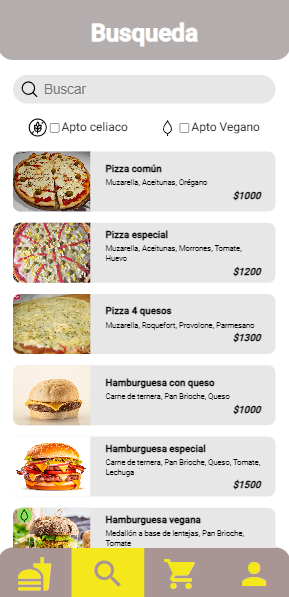 Busqueda
Buscar
Apto celiaco Apto Vegano
Pizza común
Muzarella, Aceitunas, Orégano
$1000
Pizza especial
Muzarella, Aceitunas, Morrones, Tomate,
Huevo
$1200
Pizza 4 quesos
Muzarella, Roquefort, Provolone, Parmesano
$1300
Hamburguesa con queso
Carne de ternera, Pan Brioche, Queso
$1000
Hamburguesa especial
Carne de ternera, Pan Brioche, Queso, Tomate,
Lechuga
$1500
Hamburguesa vegana
Medallón a base de lentejas, Pan Brioche,
Tomate